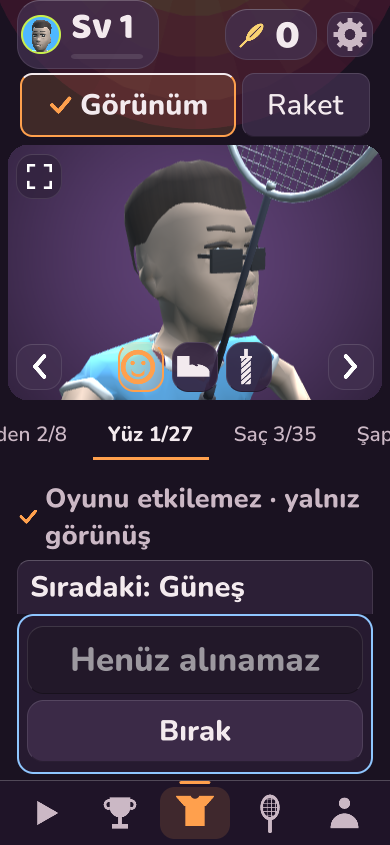 Sv 1
0
Görünüm
Raket
den 2/8
Yüz 1/27
Saç 3/35
Şap
Oyunu etkilemez · yalnız
görünüş
Sıradaki: Güneş
Henüz alınamaz
Bırak